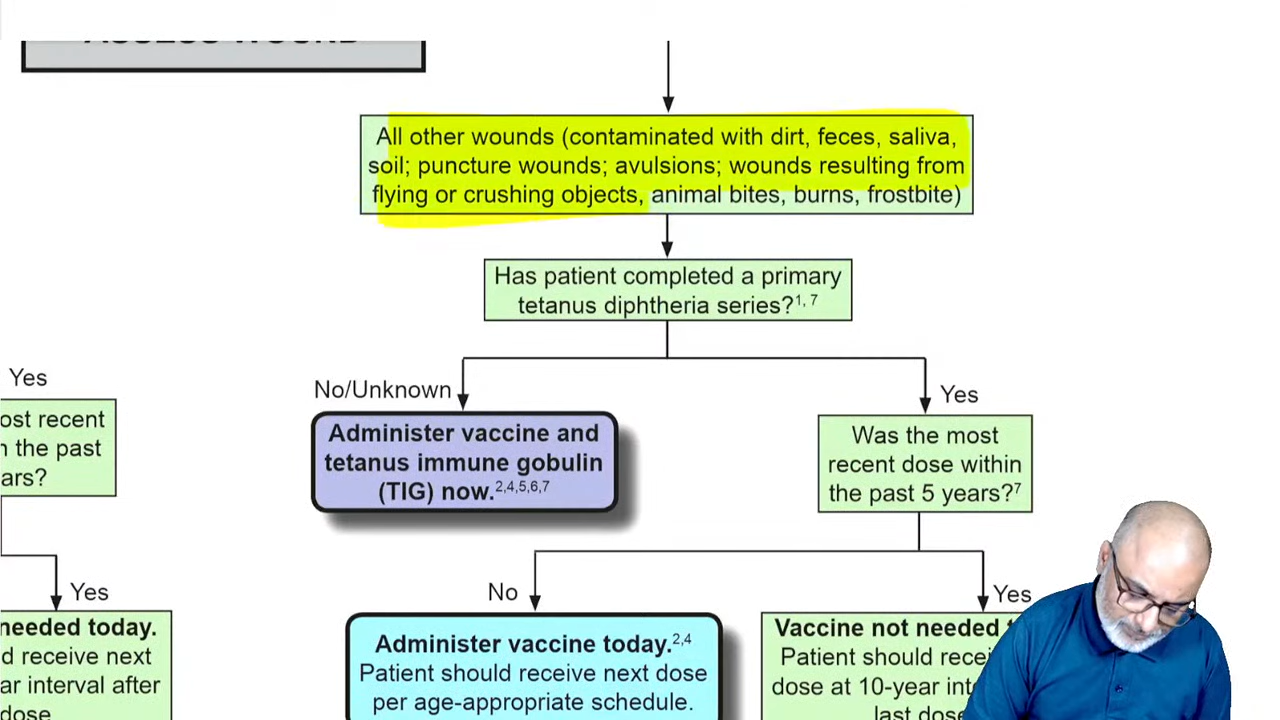 All other wounds (contaminated with dirt, feces, saliva,
soil; puncture wounds; avulsions; wounds resulting from
flying or crushing objects, animal bites, burns, frostbite)
Has patient completed a primary
tetanus diphtheria series?1, 7
Yes
ost recent
n the past
ars?
No/Unknown
Administer vaccine and
tetanus immune gobulin
(TIG) now.2,4,5,6,7
Yes
Was the most
recent dose within
the past 5 years?7
Yes
needed today.
d receive next
ar interval after
dose
No
Administer vaccine today.2,4
Patient should receive next dose
per age-appropriate schedule.
Yes
Vaccine not needed
Patient should recei
dose at 10-year int
last dose